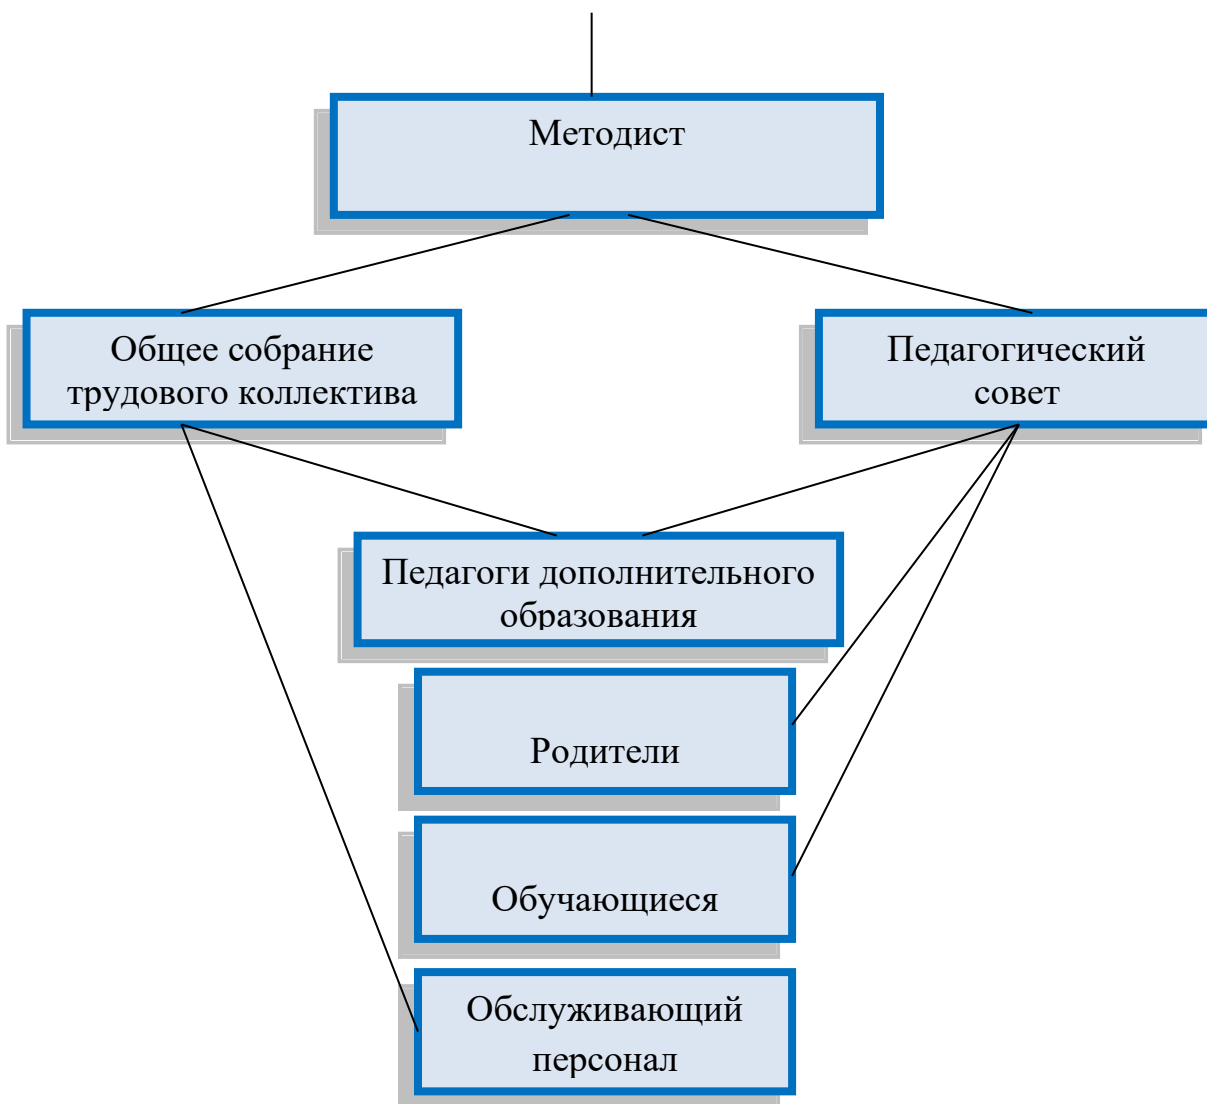 Методист
Общее собрание
трудового коллектива
Педагогический
совет
Педагоги дополнительного
образования
Родители
Обучающиеся
Обслуживающий
персонал